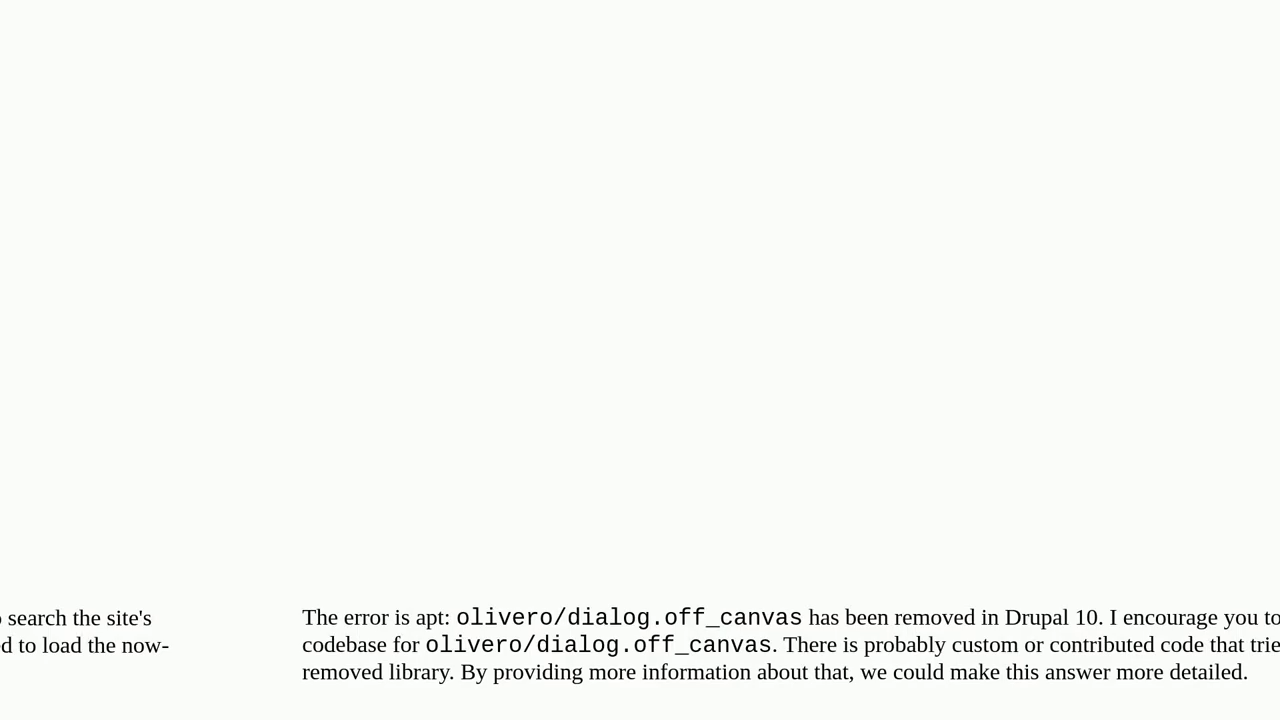 search the site's
to load the now-
The error is apt: olivero/dialog.off_canvas has been removed in Drupal 10. I encourage you to
codebase for olivero/dialog.off_canvas. There is probably custom or contributed code that trie
removed library. By providing more information about that, we could make this answer more detailed.